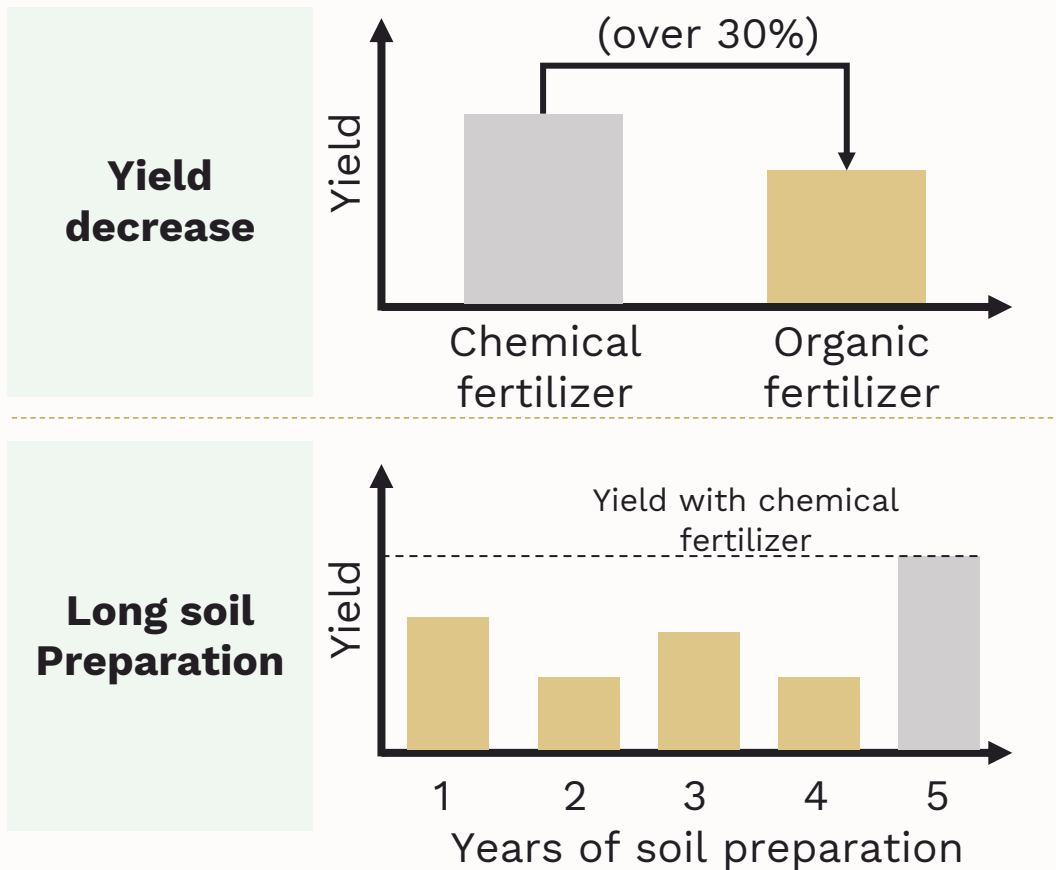 Yield
decrease
Yield
(over 30%)
Chemical
fertilizer
Organic
fertilizer
Long soil
Preparation
Yield
Yield with chemical
fertilizer
1 2 3 4 5
Years of soil preparation